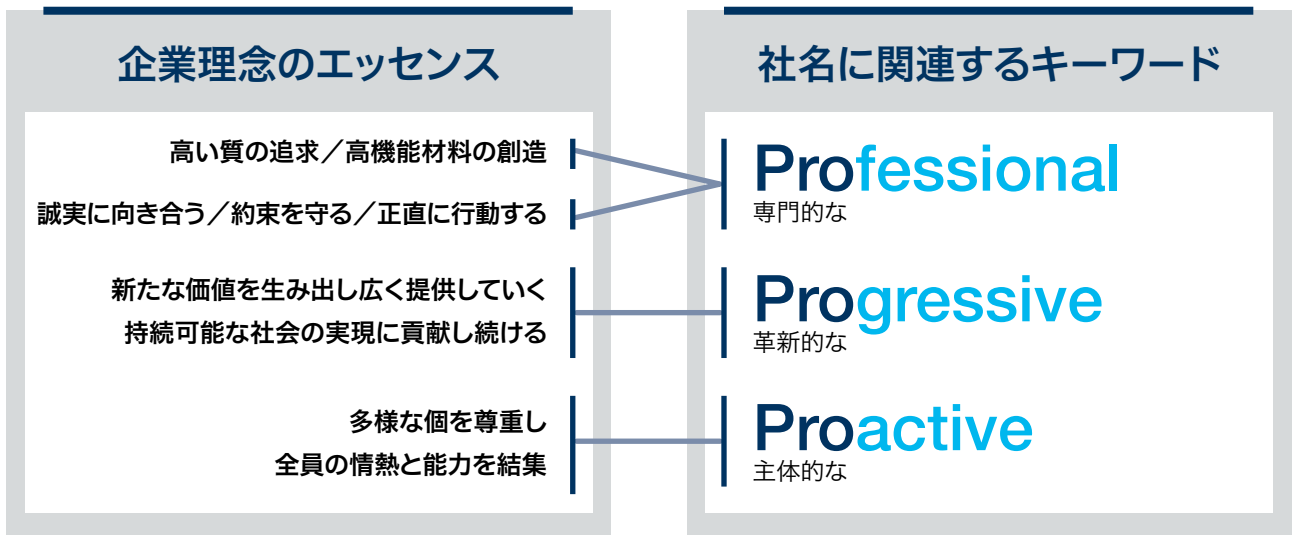 企業理念のエッセンス
高い質の追求／高機能材料の創造
誠実に向き合う／約束を守る／正直に行動する
新たな価値を生み出し広く提供していく
持続可能な社会の実現に貢献し続ける
多様な個を尊重し
全員の情熱と能力を結集
社名に関連するキーワード
Professional
専門的な
Progressive
革新的な
Proactive
主体的な